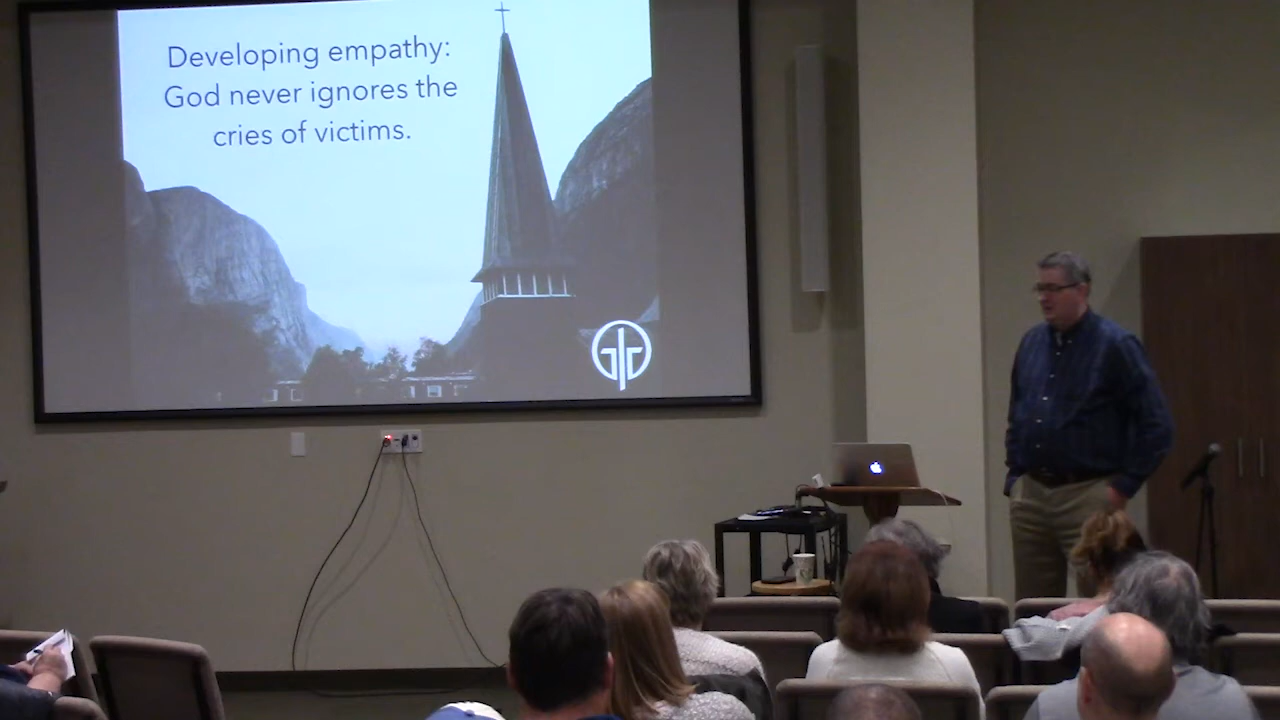 Developing empathy:
God never ignores the
cries of victims.